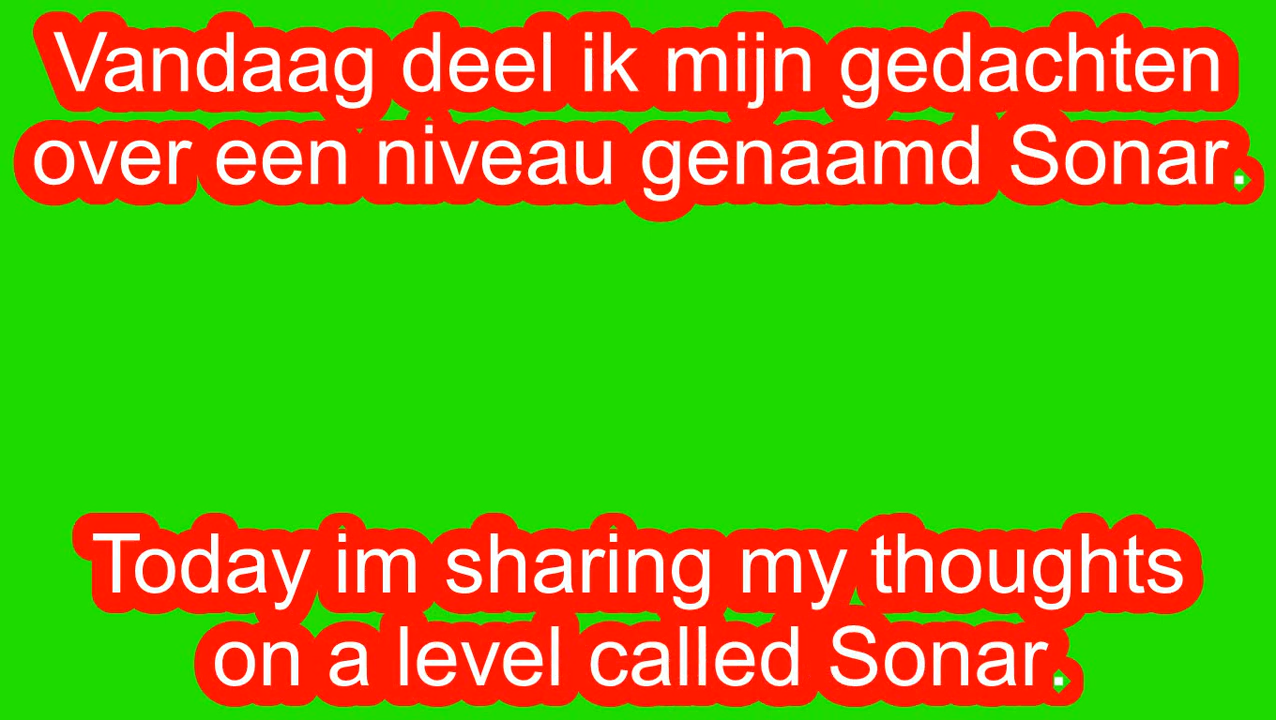 Vandaag deel ik mijn gedachten
over een niveau genaamd Sonar.
Today im sharing my thoughts
on a level called Sonar.